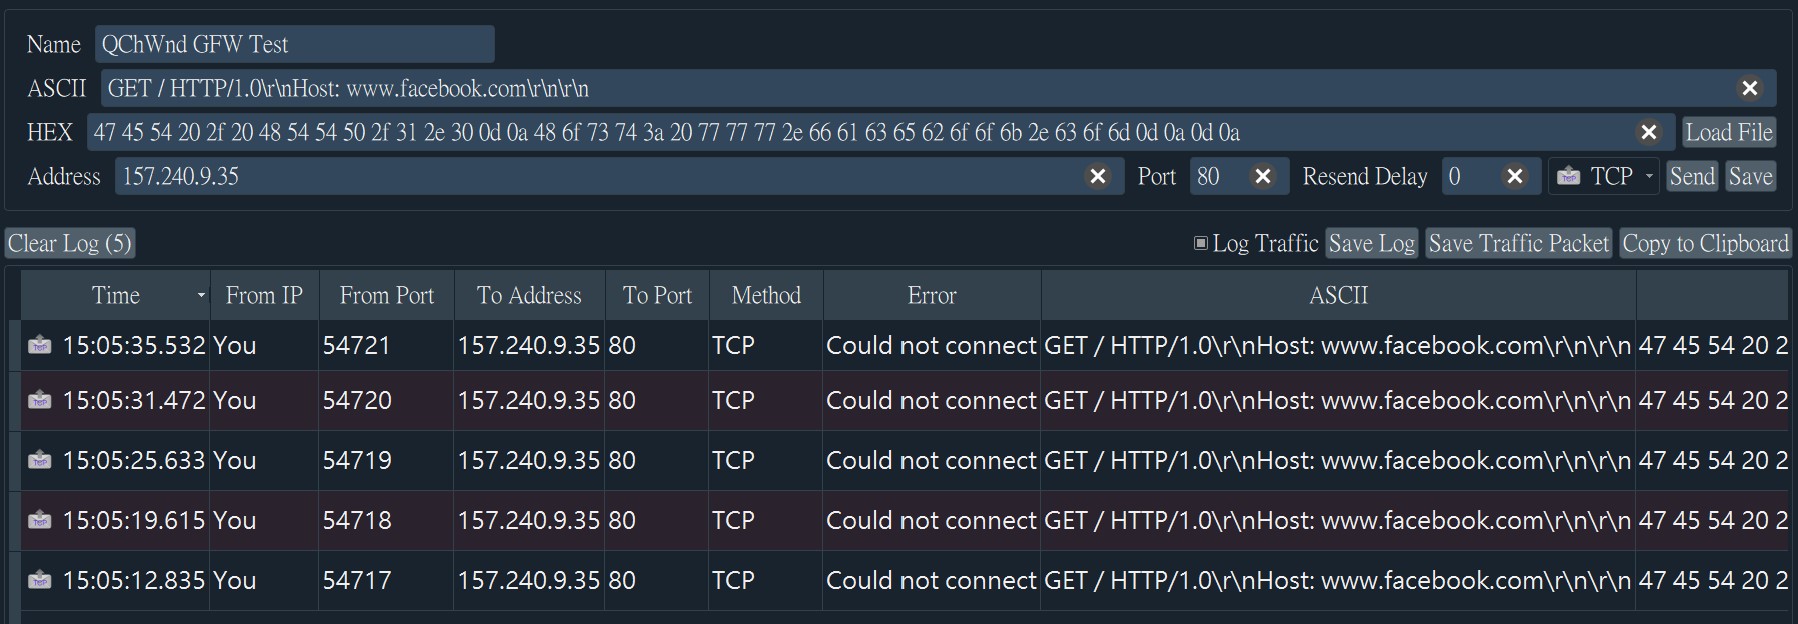 Name QChWnd GFW Test
ASCII GET / HTTP/1.0\r\nHost: www.facebook.com\r\n\r\n
HEX 47 45 54 20 2f 20 48 54 54 50 2f 31 2e 30 0d 0a 48 6f 73 74 3a 20 77 77 77 2e 66 61 63 65 62 6f 6f 6b 2e 63 6f 6d 0d 0a 0d 0a Load File
Address 157.240.9.35 Port 80 Resend Delay 0 TCP Send Save
Clear Log (5) Log Traffic Save Log Save Traffic Packet Copy to Clipboard
Time From IP From Port To Address To Port Method Error ASCII
TCP 15:05:35.532 You 54721 157.240.9.35 80 TCP Could not connect GET / HTTP/1.0\r\nHost: www.facebook.com\r\n\r\n 47 45 54 20 2
TCP 15:05:31.472 You 54720 157.240.9.35 80 TCP Could not connect GET / HTTP/1.0\r\nHost: www.facebook.com\r\n\r\n 47 45 54 20 2
TCP 15:05:25.633 You 54719 157.240.9.35 80 TCP Could not connect GET / HTTP/1.0\r\nHost: www.facebook.com\r\n\r\n 47 45 54 20 2
TCP 15:05:19.615 You 54718 157.240.9.35 80 TCP Could not connect GET / HTTP/1.0\r\nHost: www.facebook.com\r\n\r\n 47 45 54 20 2
TCP 15:05:12.835 You 54717 157.240.9.35 80 TCP Could not connect GET / HTTP/1.0\r\nHost: www.facebook.com\r\n\r\n 47 45 54 20 2